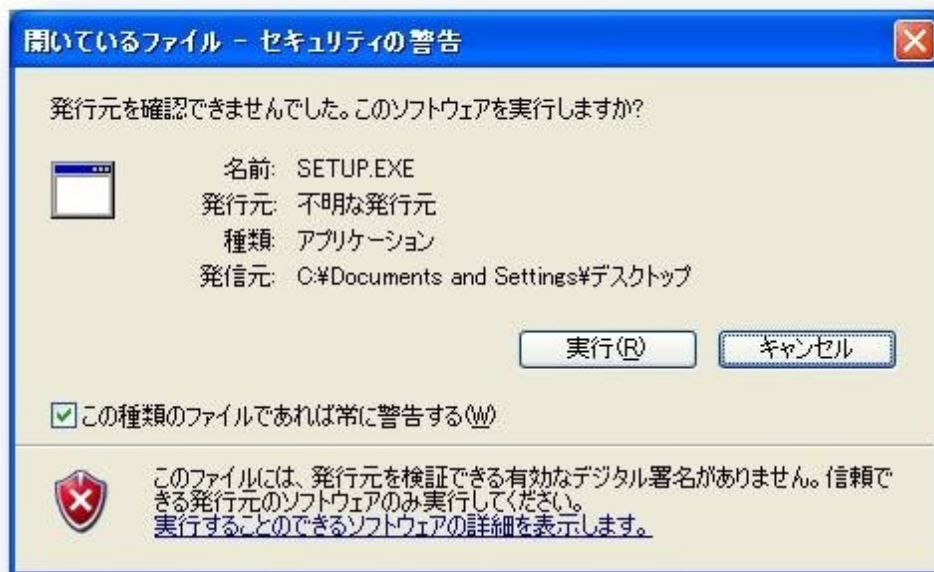 開いているファイル - セキュリティの警告
発行元を確認できませんでした。このソフトウェアを実行しますか?
名前: SETUP.EXE
発行元: 不明な発行元
種類: アプリケーション
発信元: C:¥Documents and Settings¥デスクトップ
実行(R) キャンセル
この種類のファイルであれば常に警告する(W)
このファイルには、発行元を検証できる有効なデジタル署名がありません。信頼で
きる発行元のソフトウェアのみ実行してください。
実行することのできるソフトウェアの詳細を表示します。